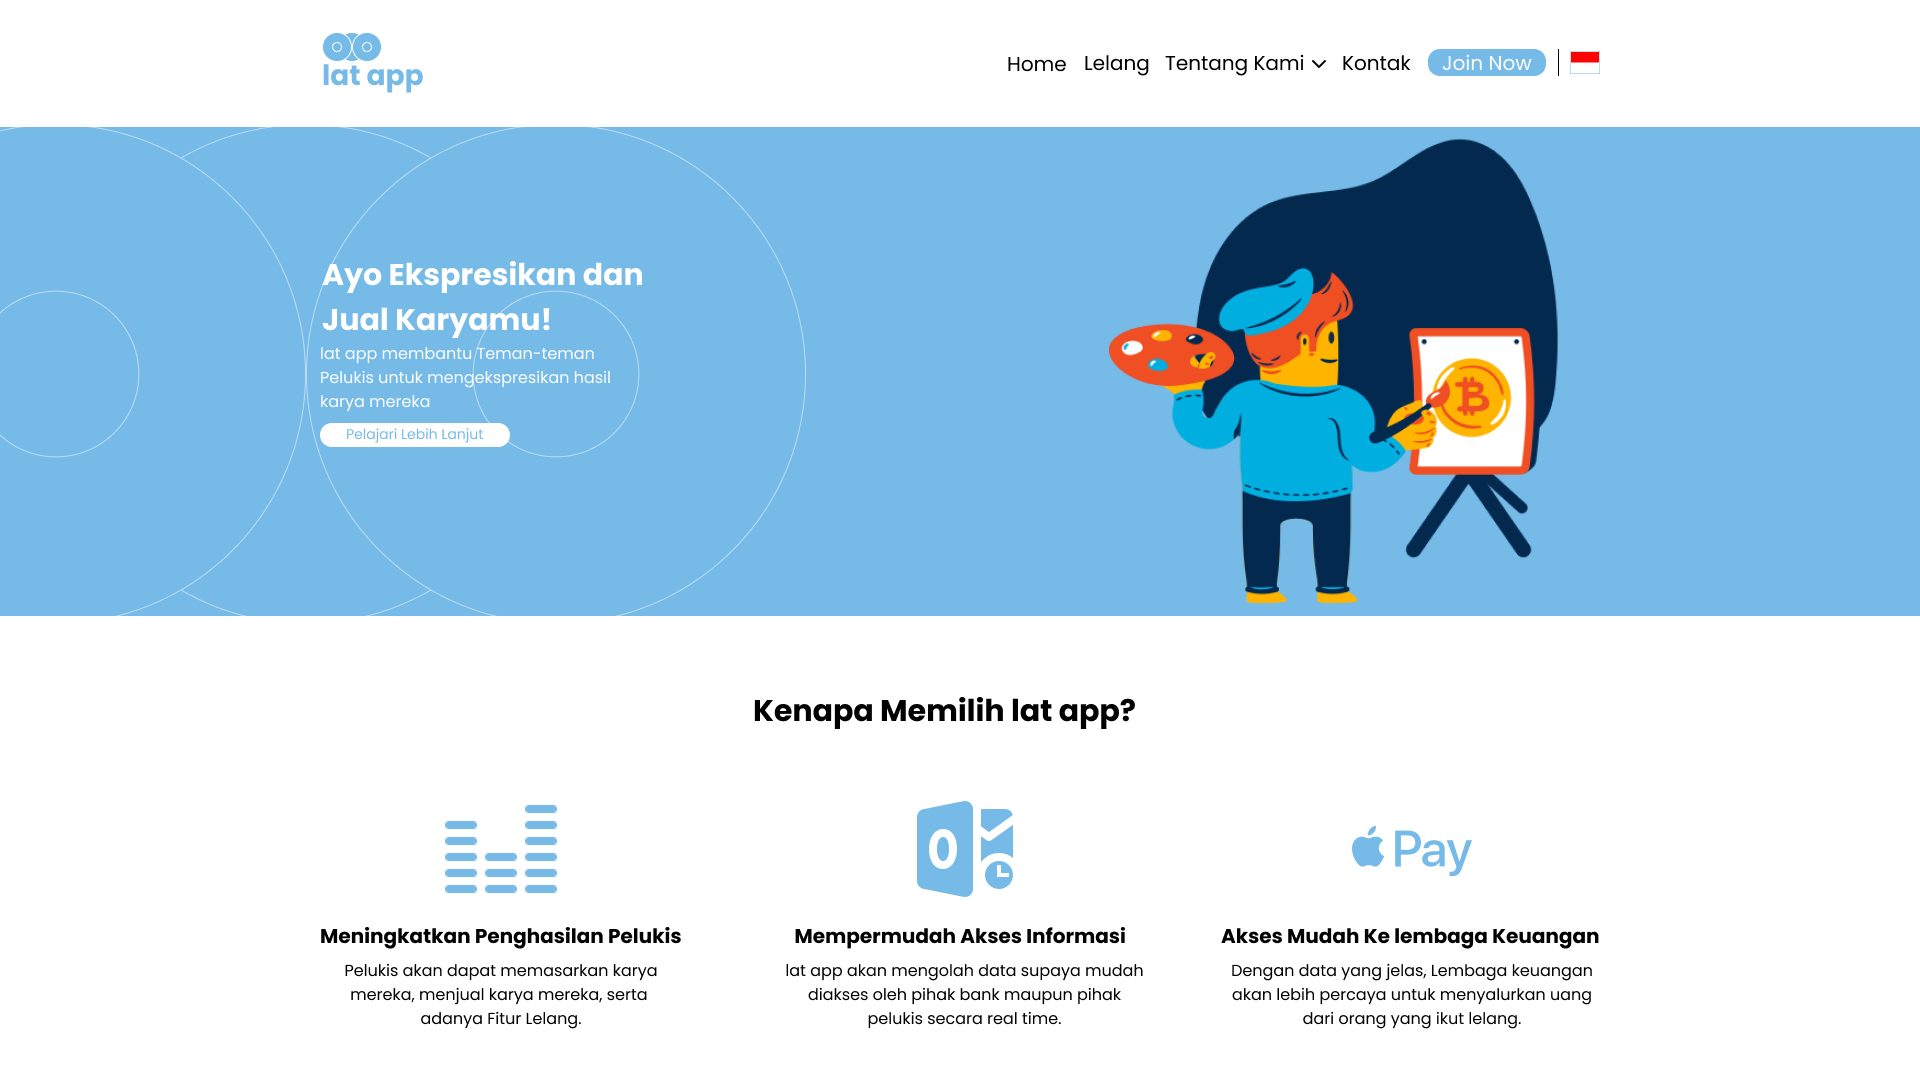 lat app
Home Lelang Tentang Kami Kontak Join Now
Ayo Ekspresikan dan
Jual Karyamu!
lat app membantu Teman-teman
Pelukis untuk mengekspresikan hasil
karya mereka
Pelajari Lebih Lanjut
Kenapa Memilih lat app?
Pay
Meningkatkan Penghasilan Pelukis
Pelukis akan dapat memasarkan karya
mereka, menjual karya mereka, serta
adanya Fitur Lelang.
Mempermudah Akses Informasi
lat app akan mengolah data supaya mudah
diakses oleh pihak bank maupun pihak
pelukis secara real time.
Akses Mudah Ke lembaga Keuangan
Dengan data yang jelas, Lembaga keuangan
akan lebih percaya untuk menyalurkan uang
dari orang yang ikut lelang.